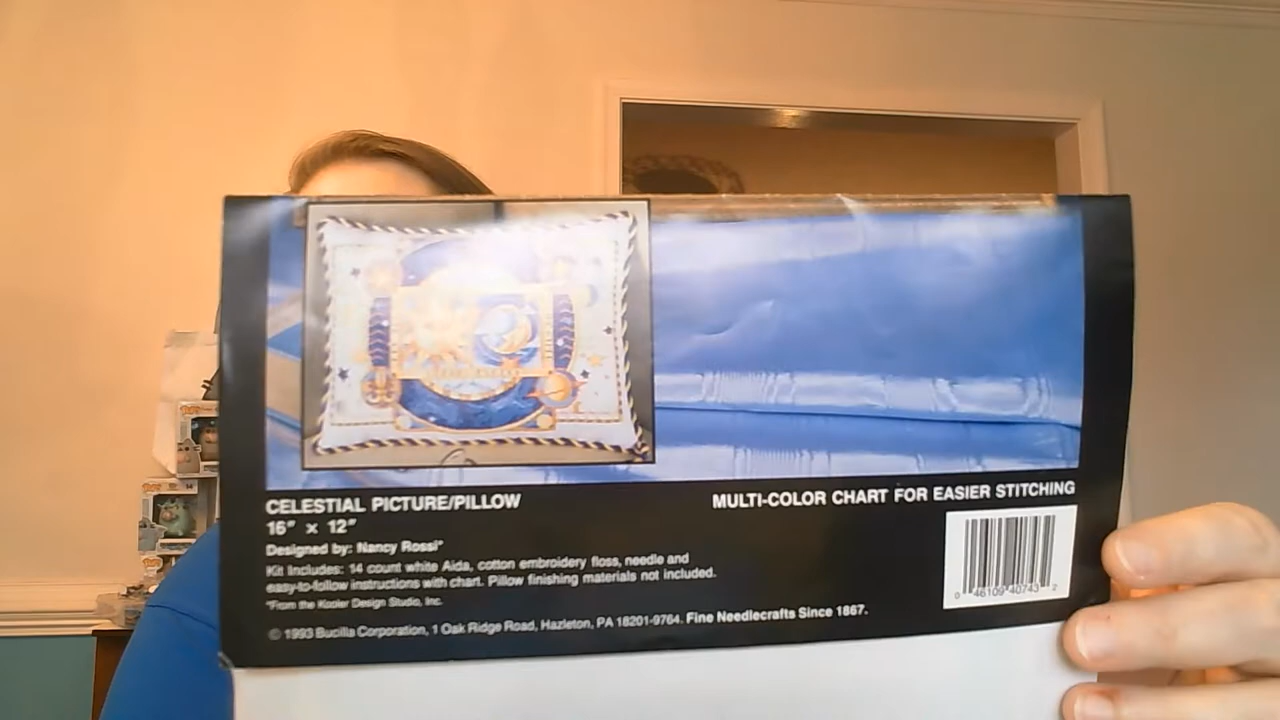 CELESTIAL PICTURE/PILLOW
16" x 12"
MULTI-COLOR CHART FOR EASIER STITCHING
Designed by: Nancy Rossi*
Kit Includes: 14 count white Aida, cotton embroidery floss, needle and
easy-to-follow instructions with chart. Pillow finishing materials not included.
*From the Kooler Design Studio, Inc.
© 1993 Bucilla Corporation, 1 Oak Ridge Road, Hazleton, PA 18201-9764. Fine Needlecrafts Since 1867.
0 46109 40743 2